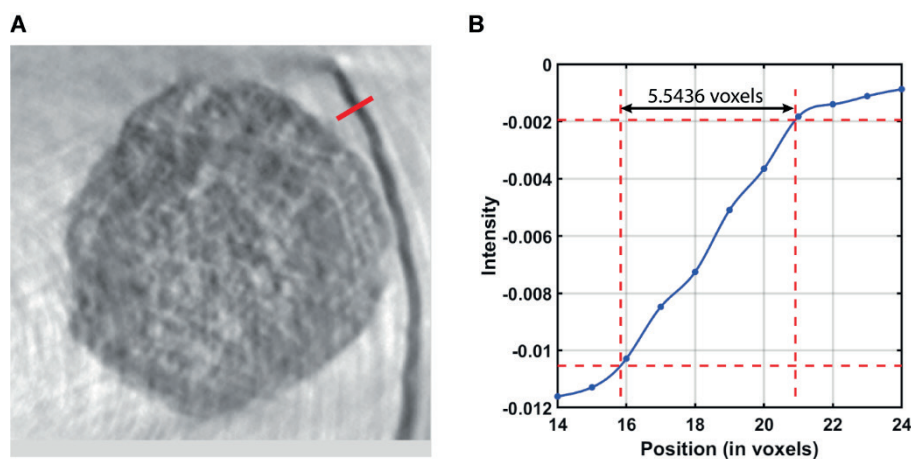 A
B
5.5436 voxels
0
-0.002
-0.004
-0.006
-0.008
-0.01
-0.012
Intensity
14 16 18 20 22 24
Position (in voxels)